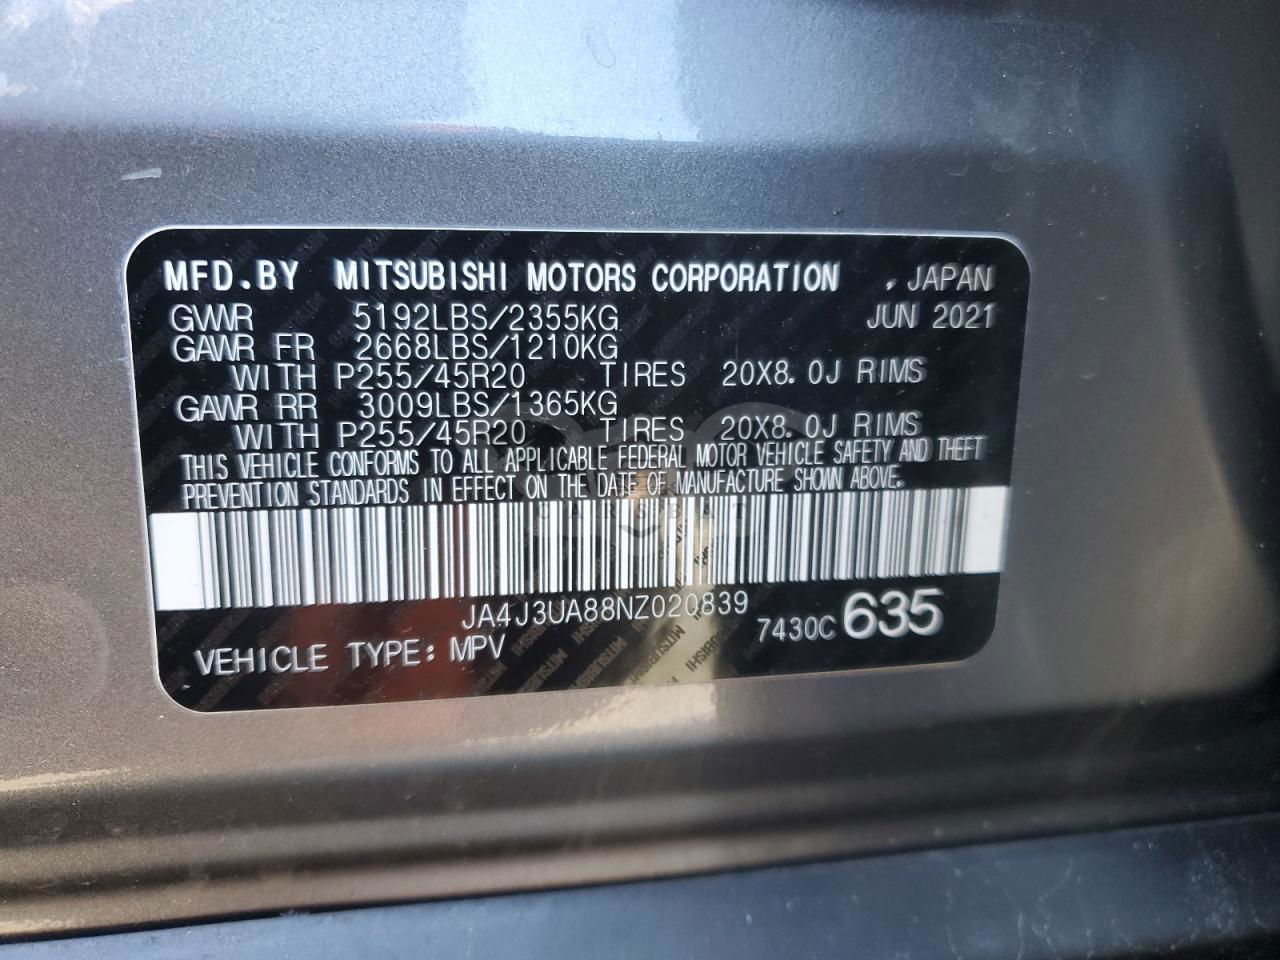 MFD.BY MITSUBISHI MOTORS CORPORATION , JAPAN
GWWR 5192LBS/2355KG JUN 2021
GAWR FR 2668LBS/1210KG
WITH P255/45R20 TIRES 20X8.0J RIMS
GAWR RR 3009LBS/1365KG
WITH P255/45R20 TIRES 20X8.0J RIMS
THIS VEHICLE CONFORMS TO ALL APPLICABLE FEDERAL MOTOR VEHICLE SAFETY AND THEFT
PREVENTION STANDARDS IN EFFECT ON THE DATE OF MANUFACTURE SHOWN ABOVE.
JA4J3UA88NZ020839 7430C 635
VEHICLE TYPE: MPV